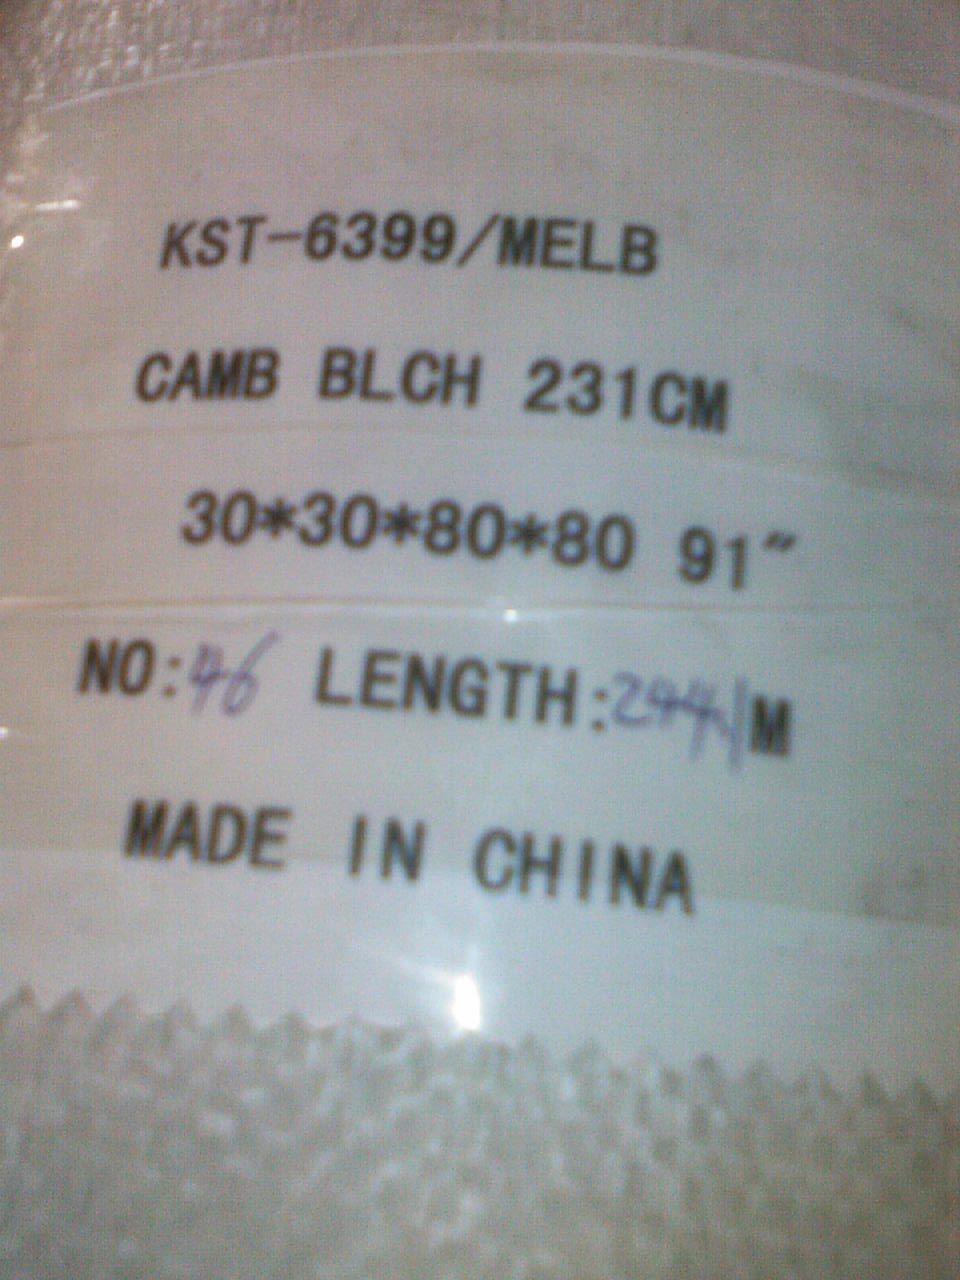 KST-6399/MELB
CAMB BLCH 231CM
30*30*80*80 91"
NO:46 LENGTH: M
MADE IN CHINA